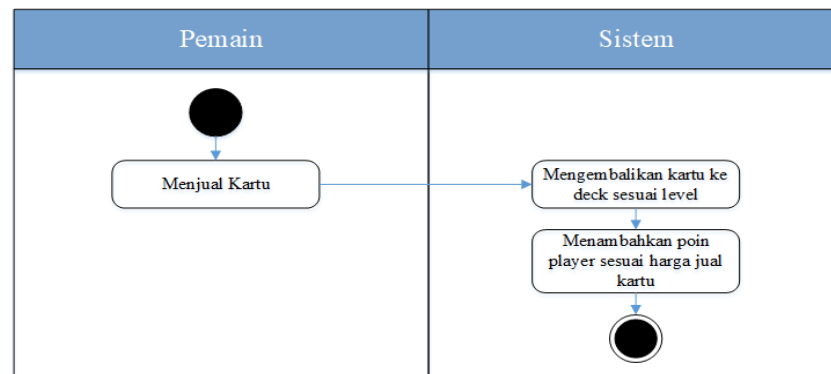 Pemain
Sistem
Menjual Kartu
Mengembalikan kartu ke
deck sesuai level
Menambahkan poin
player sesuai harga jual
kartu